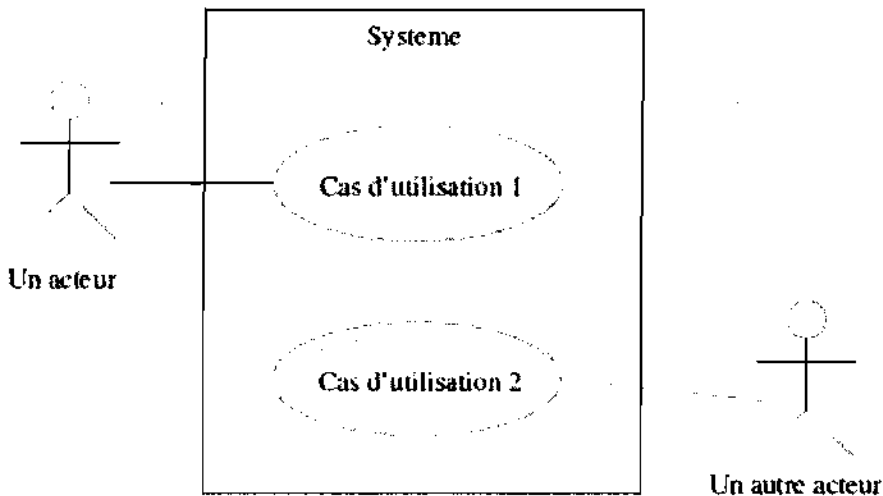 Systeme
Cas d'utilisation 1
Un acteur
Cas d'utilisation 2
Un autre acteur